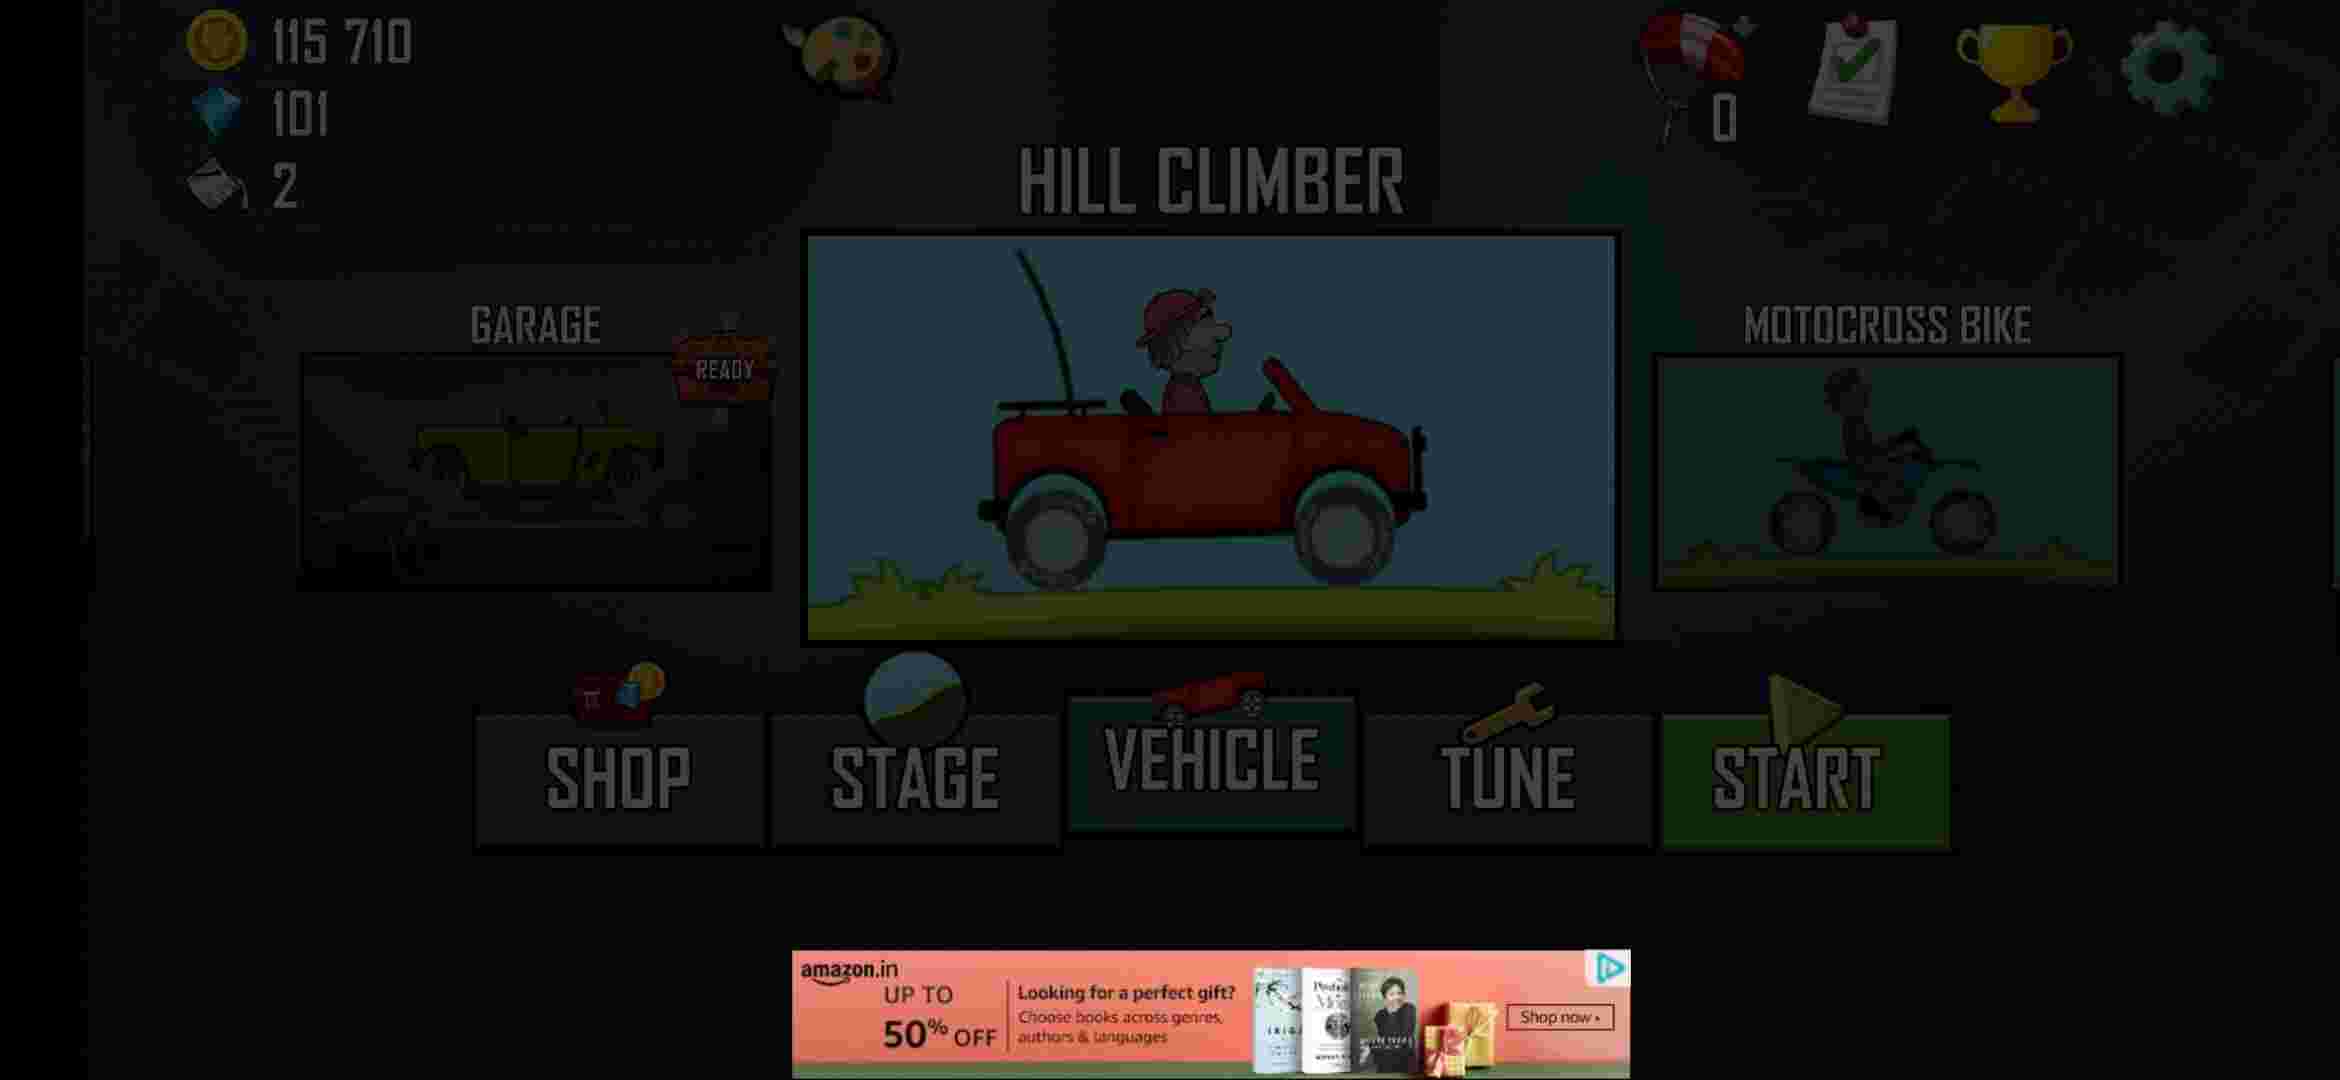 115 710
101
2
0
HILL CLIMBER
GARAGE
READY
MOTOCROSS BIKE
SHOP
STAGE
VEHICLE
TUNE
START
amazon.in
UP TO
50% OFF
Looking for a perfect gift?
Choose books across genres,
authors & languages
Shop now